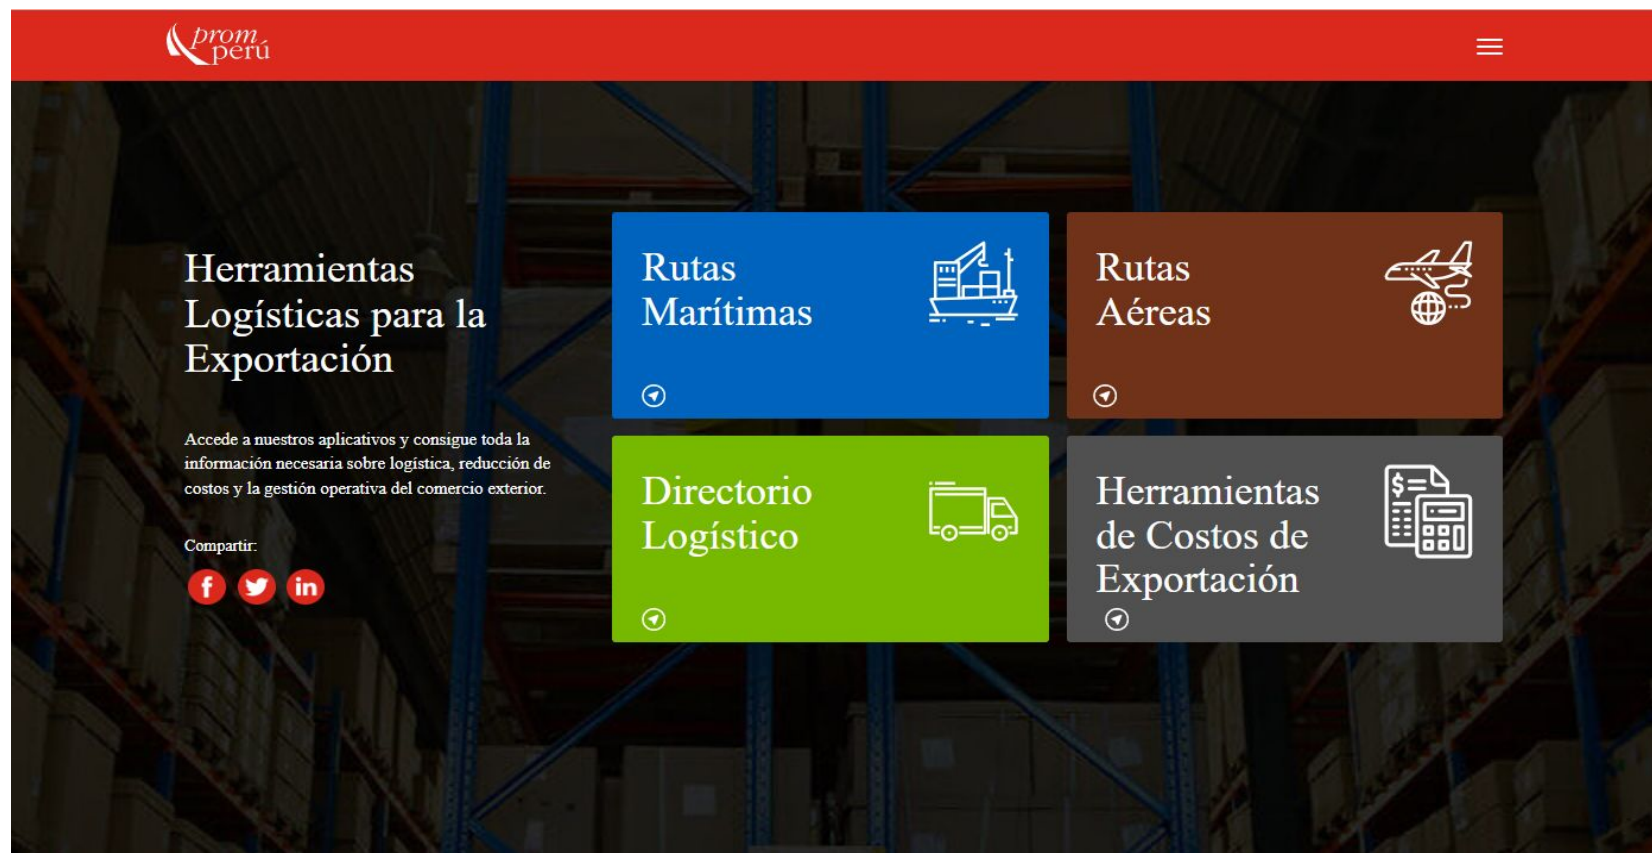 prom
perú
Herramientas
Logísticas para la
Exportación
Accede a nuestros aplicativos y consigue toda la
información necesaria sobre logística, reducción de
costos y la gestión operativa del comercio exterior.
Compartir:
f in
Rutas
Marítimas
Rutas
Aéreas
Directorio
Logístico
Herramientas
de Costos de
Exportación
$